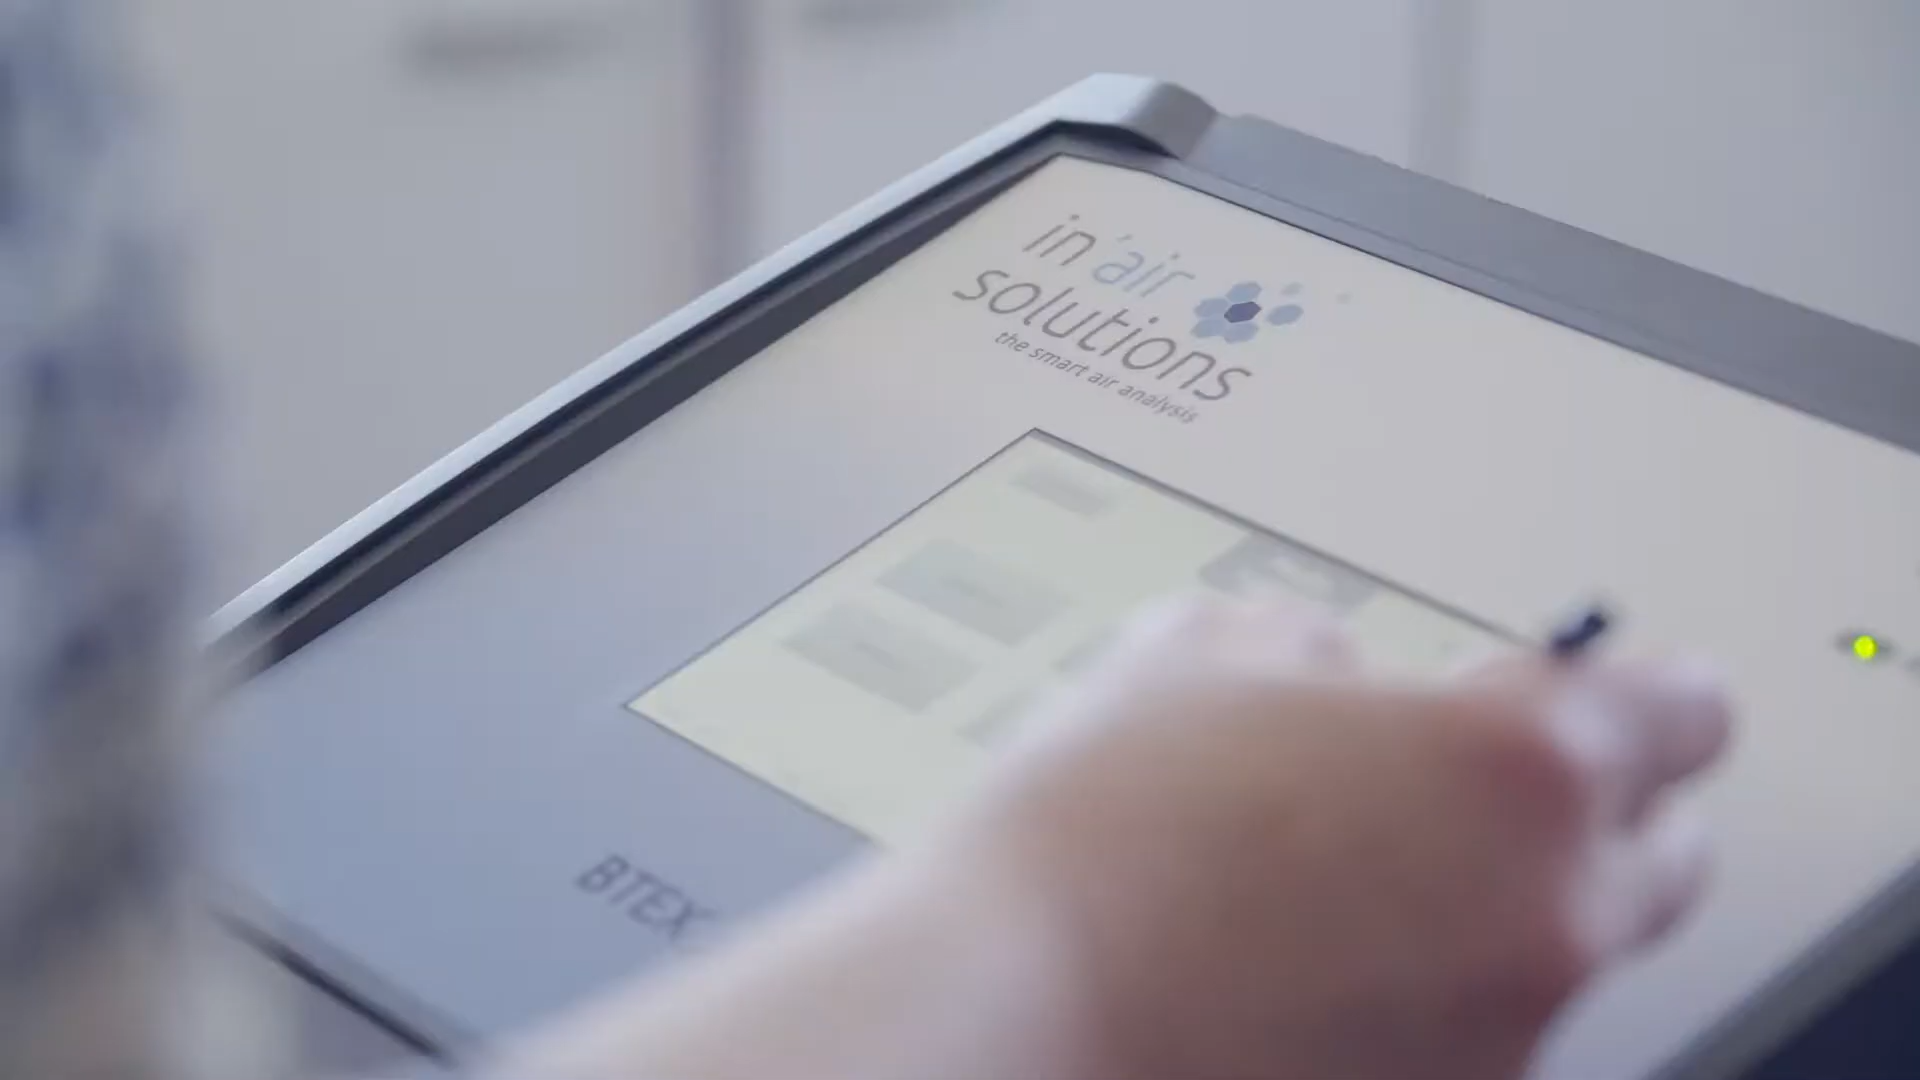 in'air
solutions
the smart air analysis
BTEX